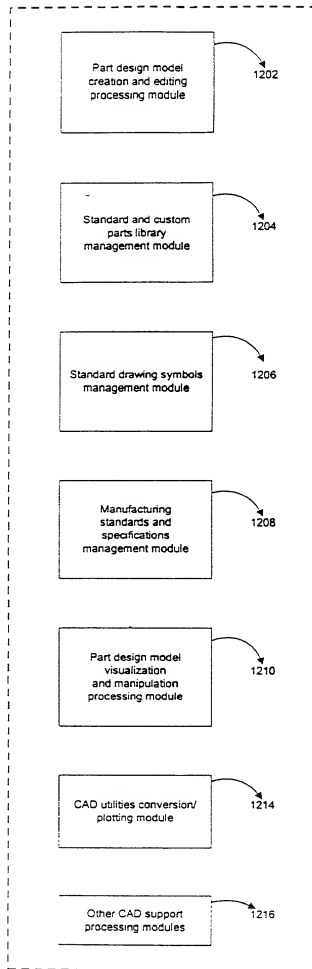 Part design model
creation and editing
processing module
1202
Standard and custom
parts library
management module
1204
Standard drawing symbols
management module
1206
Manufacturing
standards and
specifications
management module
1208
Part design model
visualization
and manipulation
processing module
1210
CAD utilities conversion/
plotting module
1214
Other CAD support
processing modules
1216